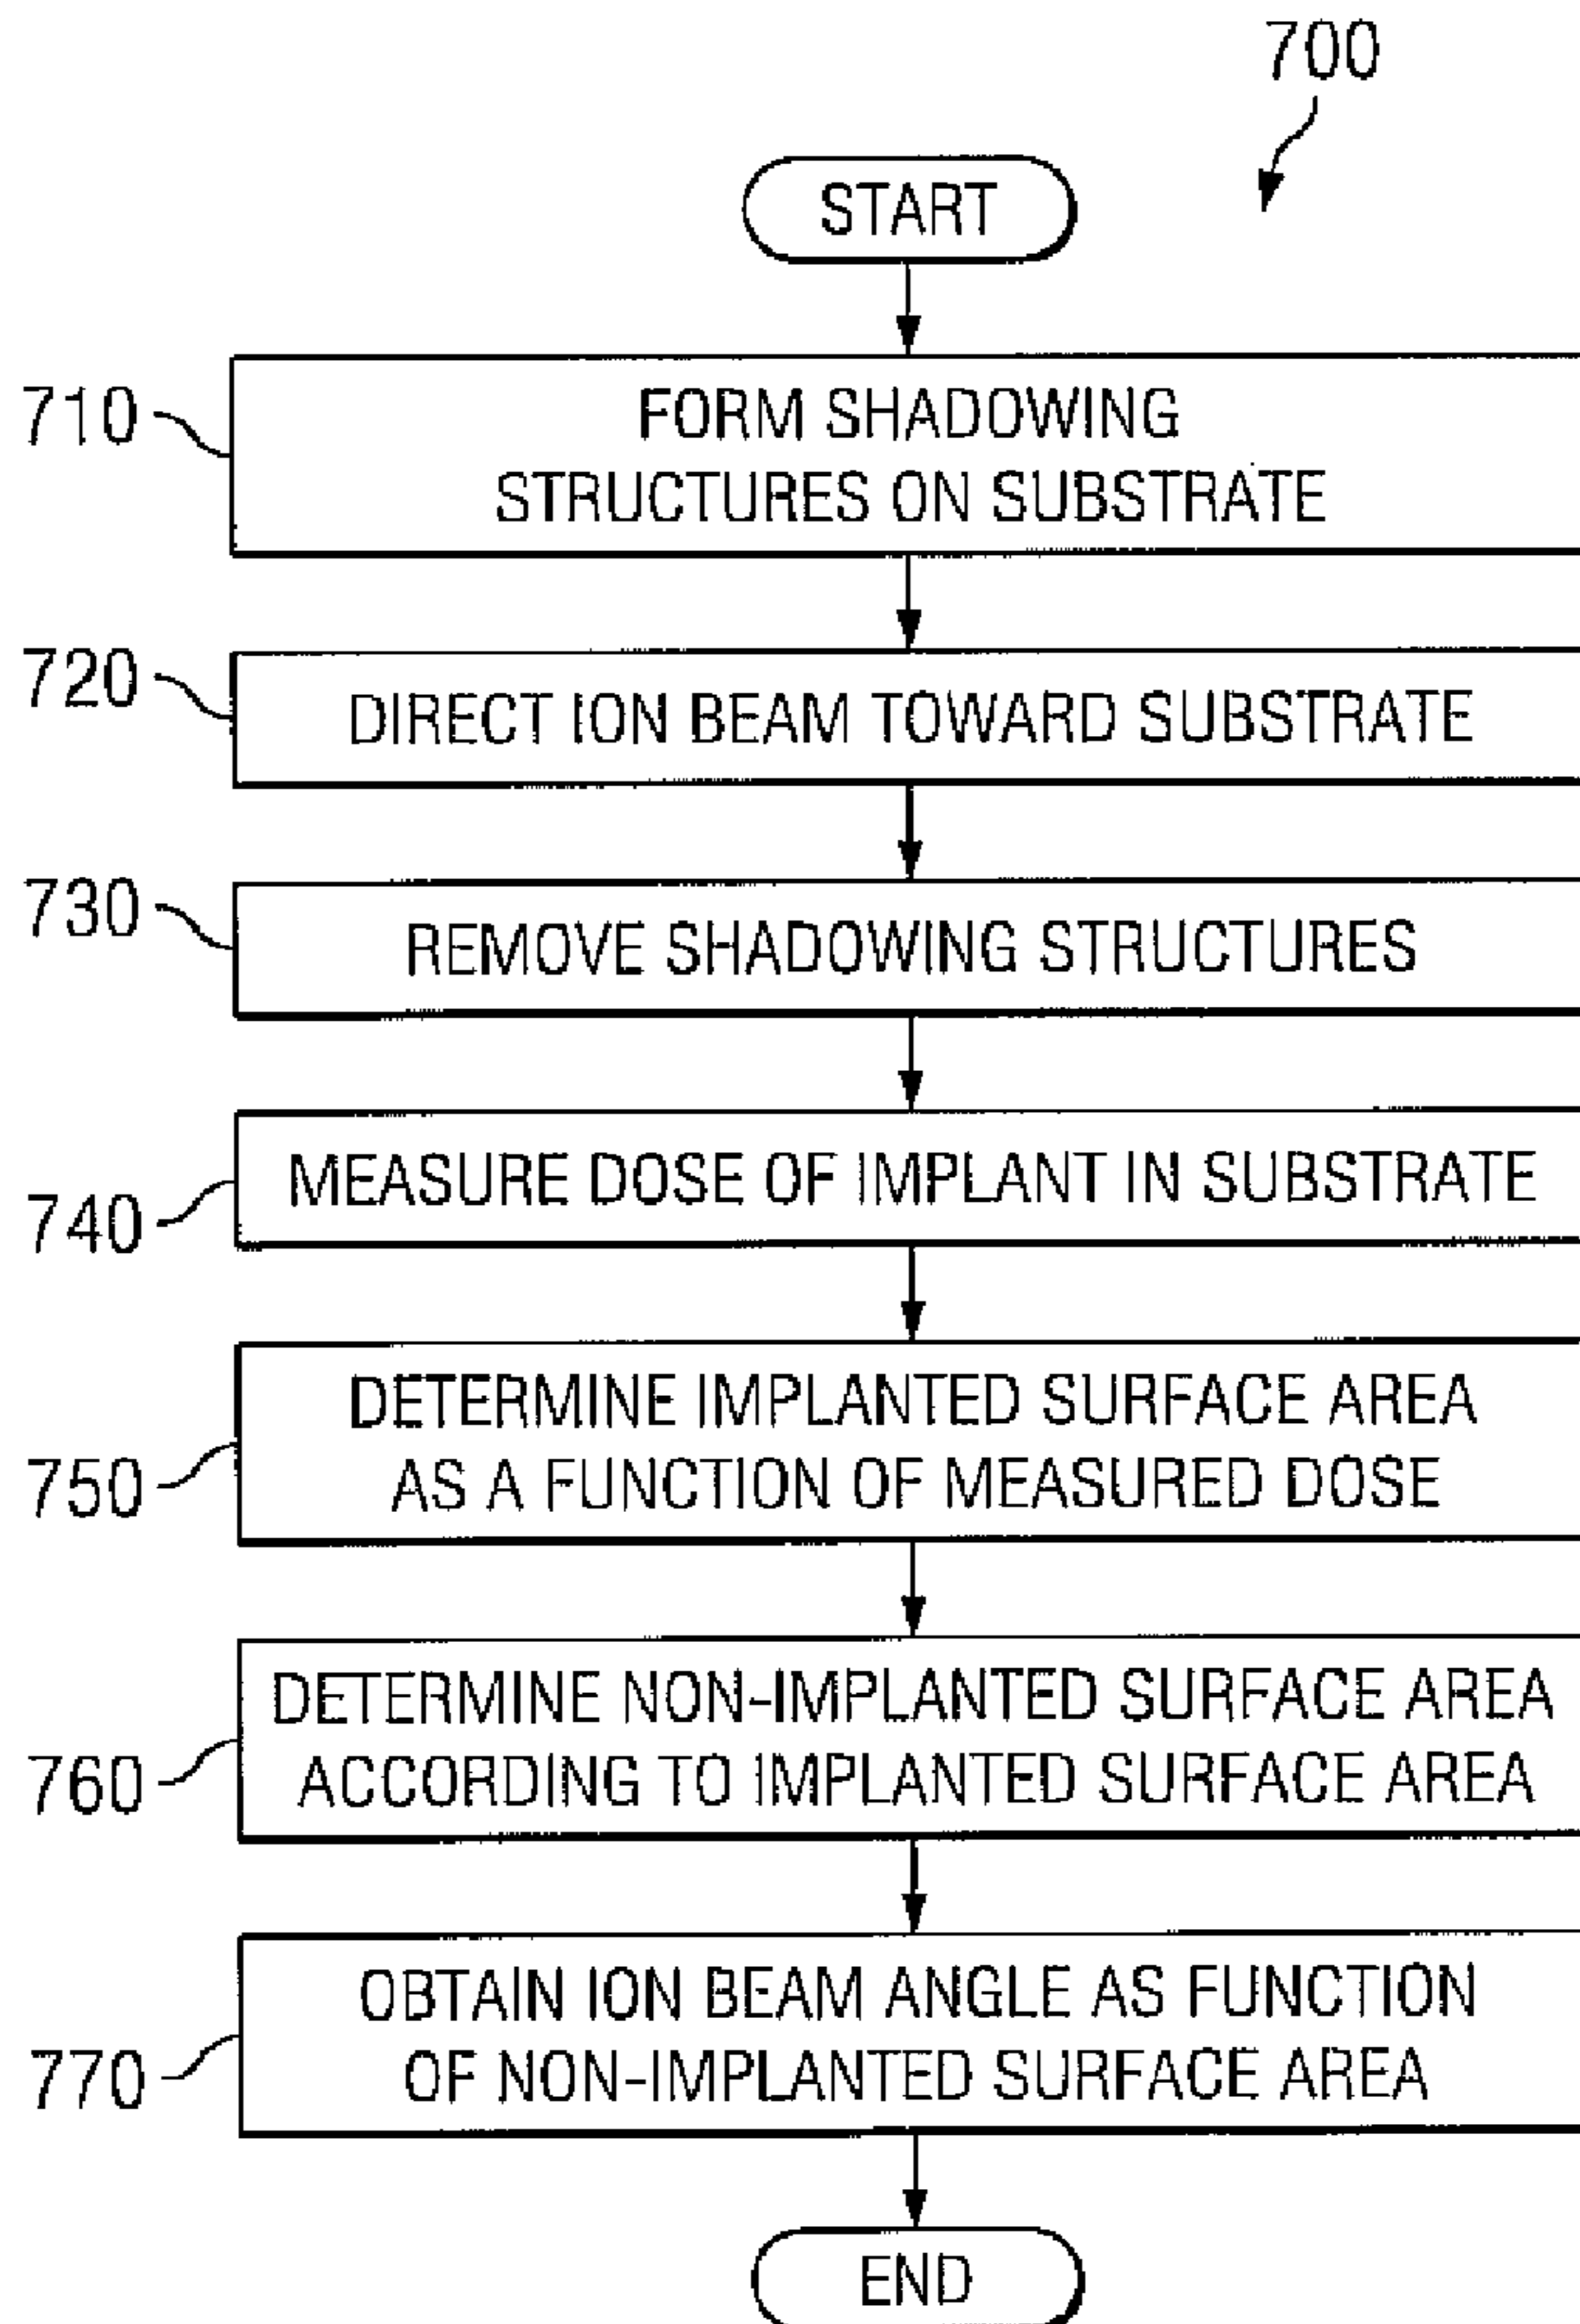 700
START
710
FORM SHADOWING
STRUCTURES ON SUBSTRATE
720
DIRECT ION BEAM TOWARD SUBSTRATE
730
REMOVE SHADOWING STRUCTURES
740
MEASURE DOSE OF IMPLANT IN SUBSTRATE
750
DETERMINE IMPLANTED SURFACE AREA
AS A FUNCTION OF MEASURED DOSE
760
DETERMINE NON-IMPLANTED SURFACE AREA
ACCORDING TO IMPLANTED SURFACE AREA
770
OBTAIN ION BEAM ANGLE AS FUNCTION
OF NON-IMPLANTED SURFACE AREA
END